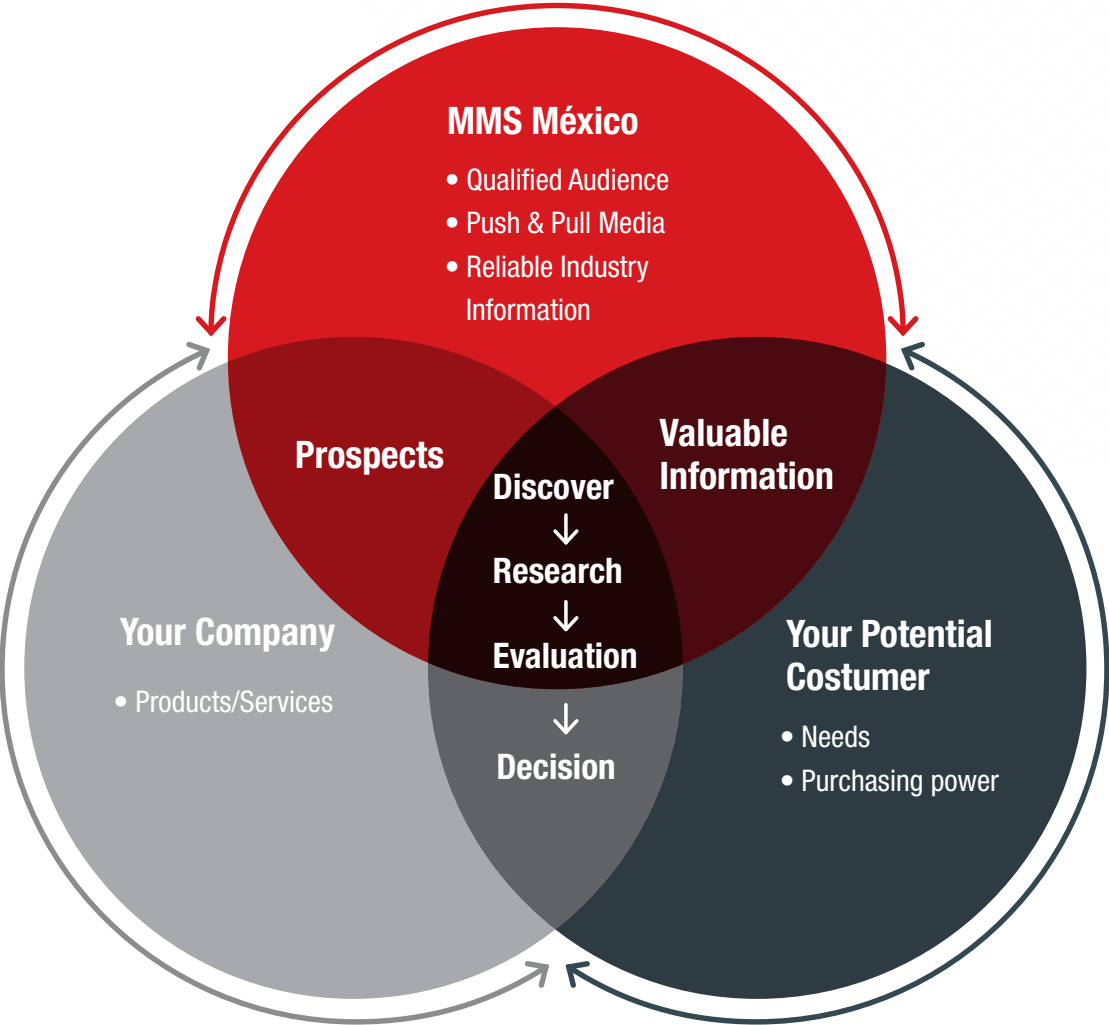 MMS México
• Qualified Audience
• Push & Pull Media
• Reliable Industry
Information
Prospects
Valuable
Information
Discover
Research
Evaluation
Decision
Your Company
• Products/Services
Your Potential
Costumer
• Needs
• Purchasing power